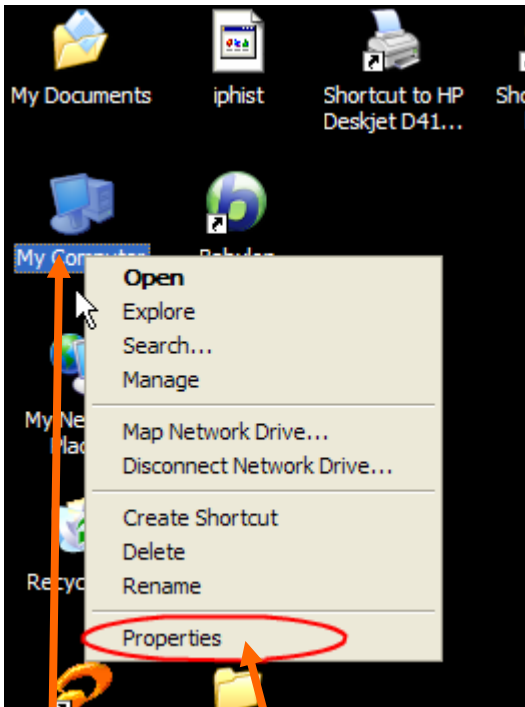 My Documents
iphist
Shortcut to HP
Deskjet D41...
My Computer
Open
Explore
Search...
Manage
Map Network Drive...
Disconnect Network Drive...
Create Shortcut
Delete
Rename
Properties